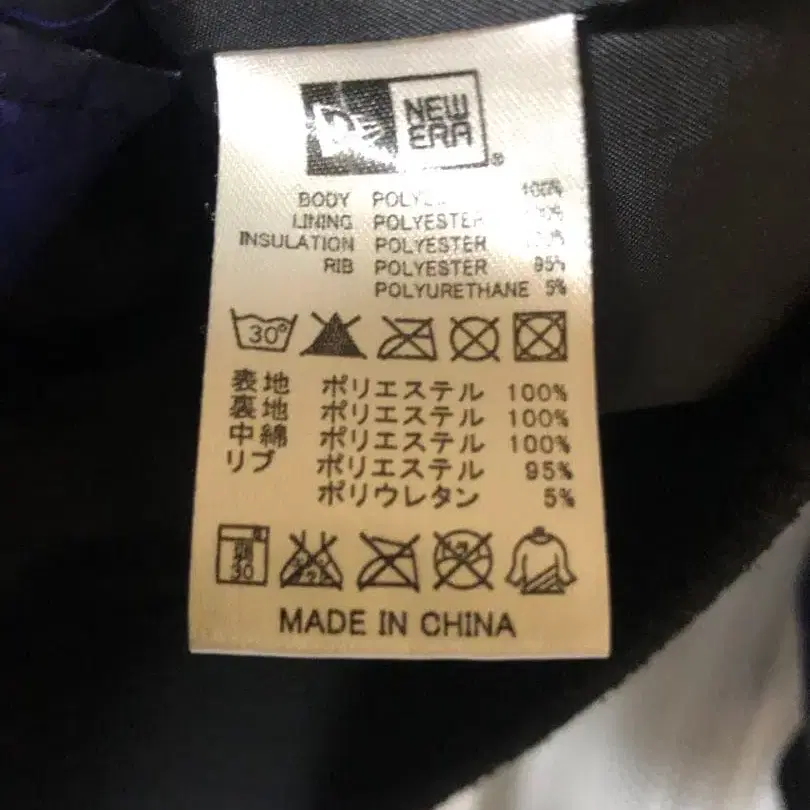 NEW
ERA
BODY 100%
LINING POLYESTER
INSULATION POLYESTER
RIB POLYESTER 95%
POLYURETHANE 5%
30°
表地 ポリエステル 100%
裏地 ポリエステル 100%
中綿 ポリエステル 100%
リブ ポリエステル 95%
ポリウレタン 5%
30
MADE IN CHINA